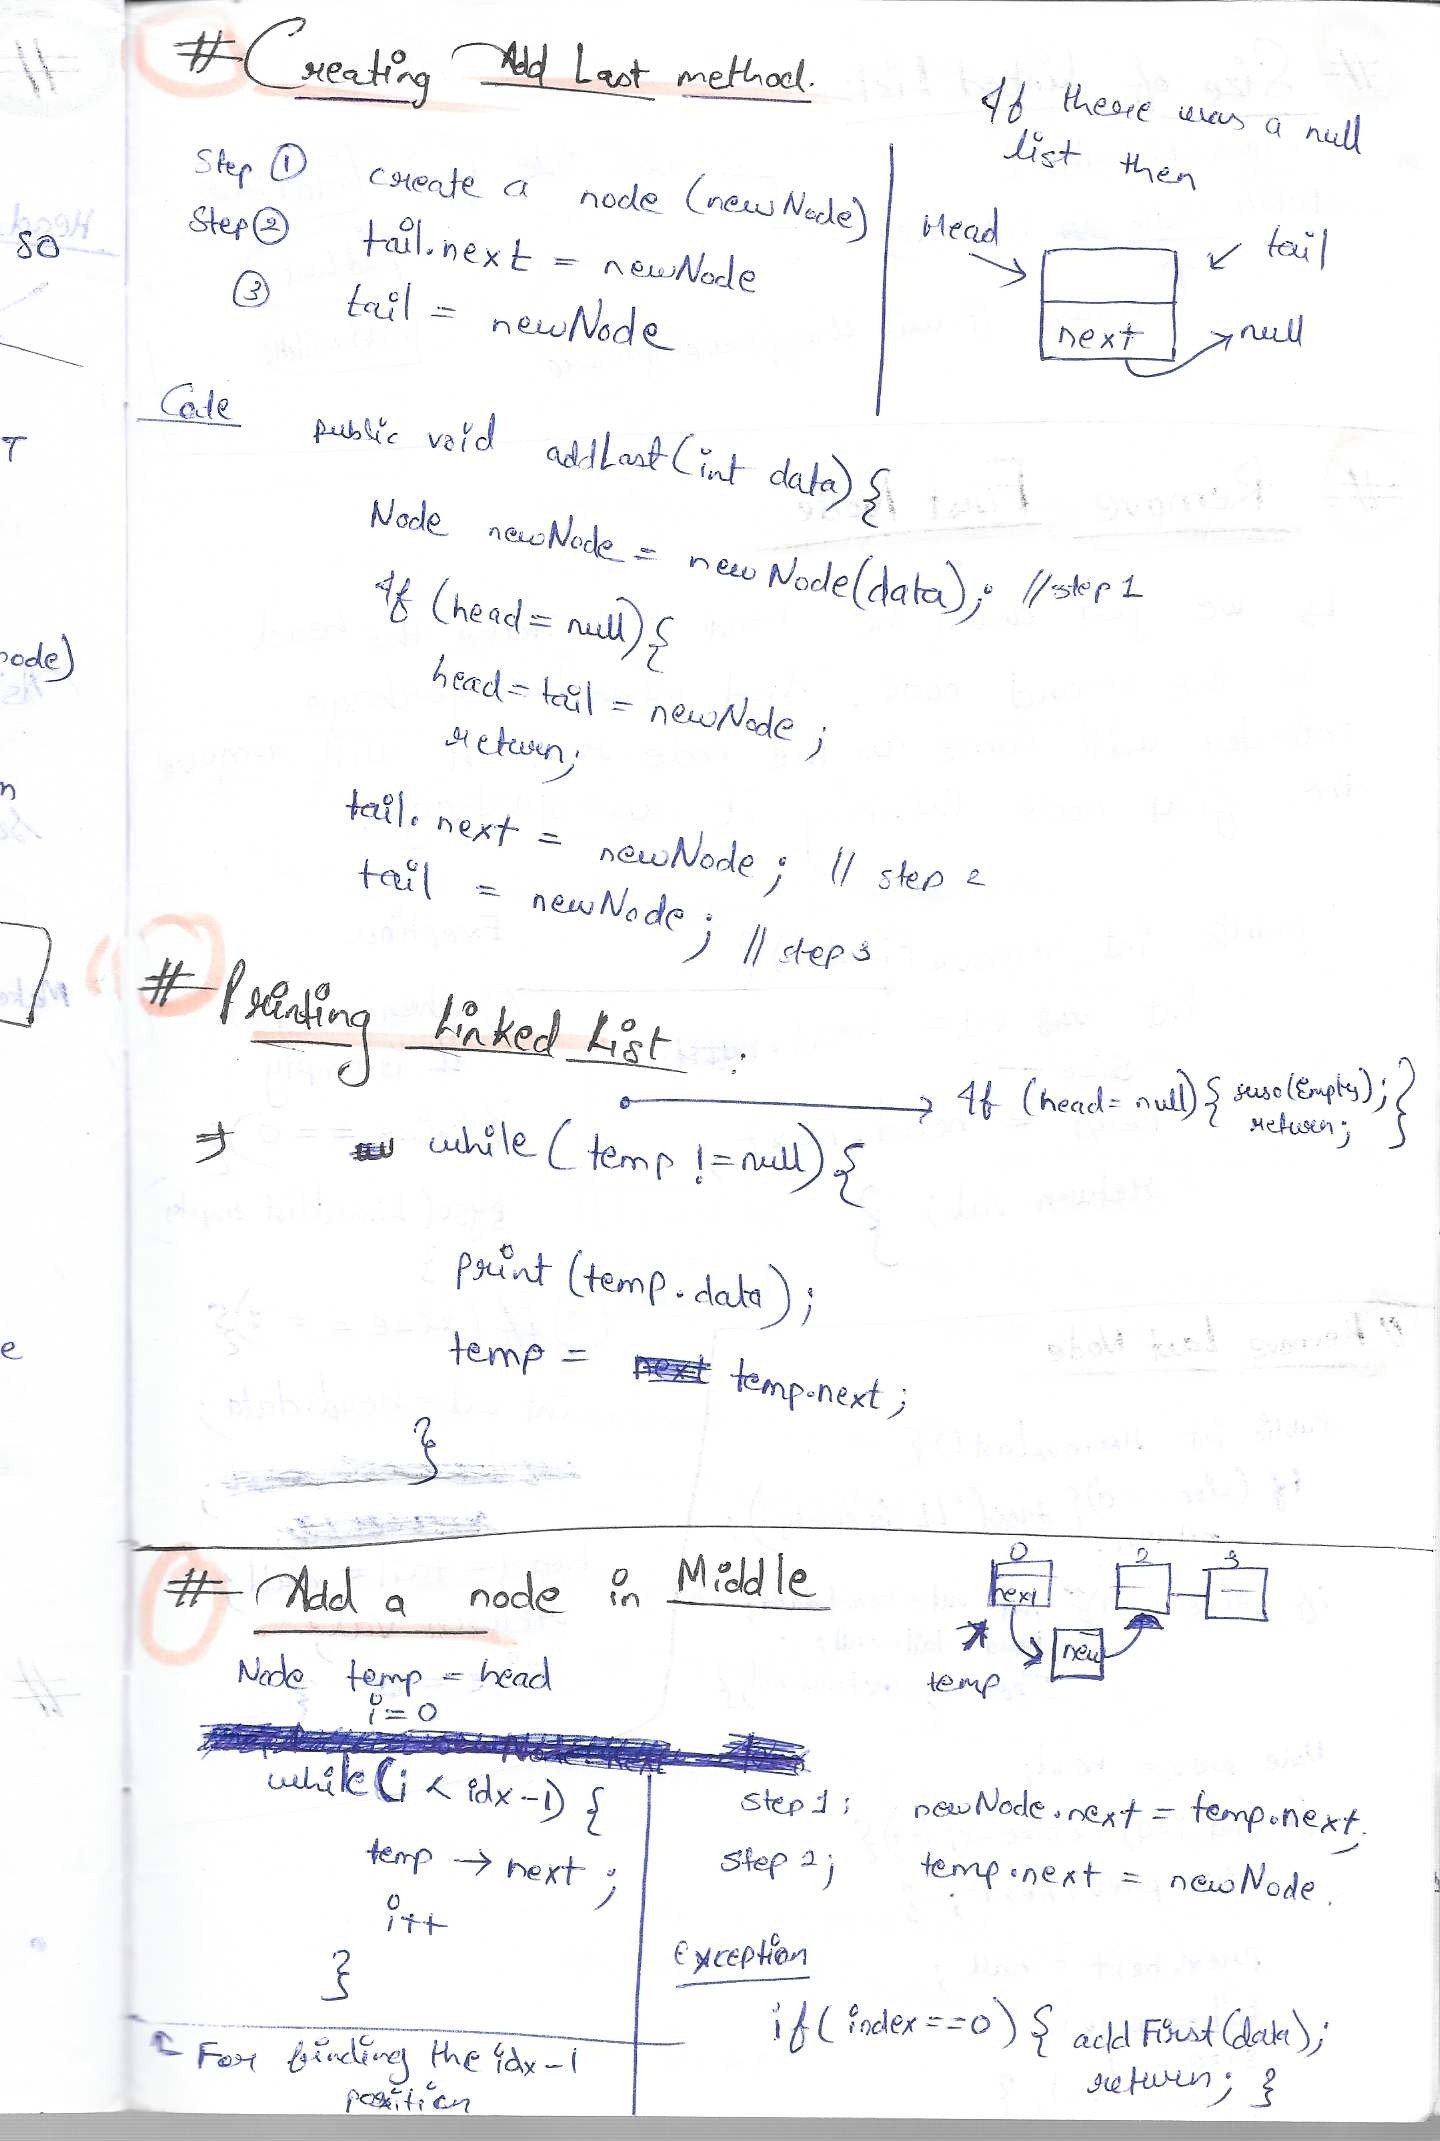 # Creating Add Last method.
If there was a null
list then
Step ① create a node (newNode)
Step ② tail.next = newNode
③ tail = newNode
Head
tail
next
null
Code
public void addLast(int data){
Node newNode = new Node(data); //step 1
If (head = null){
head = tail = newNode;
return;
tail.next = newNode; // step 2
tail = newNode; // step 3
# Printing Linked List.
If (head = null){ suso(Empty);
return; }
⇒ while (temp != null){
print (temp.data);
temp = temp.next;
}
# Add a node in Middle
0 2 3
next
new
temp
Node temp = head
i = 0
while (i < idx-1) {
temp → next ;
i++
}
For finding the idx-1
position
step 1; newNode.next = temp.next;
step 2; temp.next = newNode.
Exception
if (index == 0) { add First (data);
return; }
so
T
node)
n
e